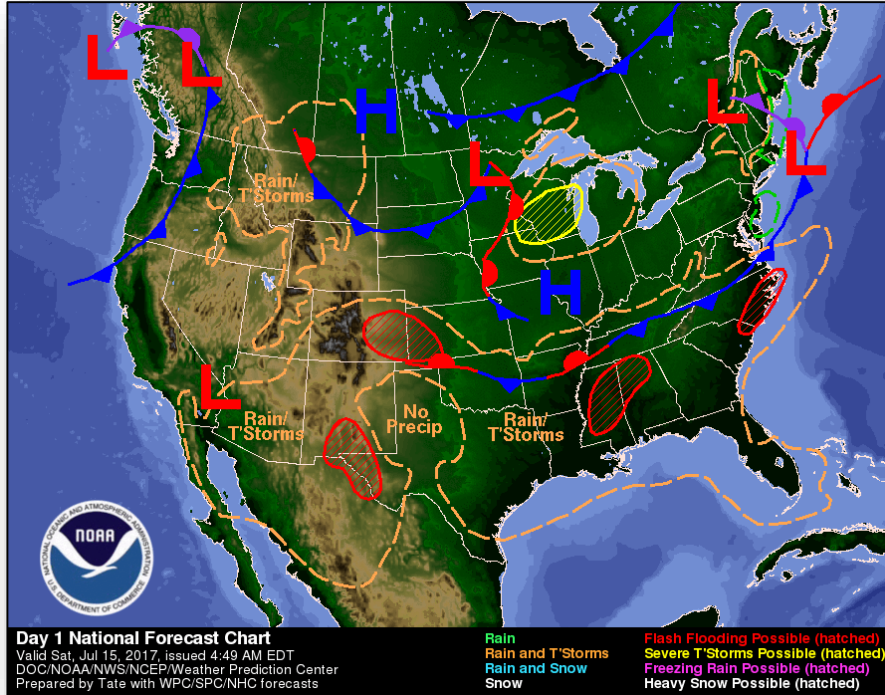 L
L
H
L
L
L
Rain/
T'Storms
H
L
Rain/
T'Storms
No
Precip
Rain/
T'Storms
NATIONAL OCEANIC AND ATMOSPHERIC ADMINISTRATION
NOAA
U.S. DEPARTMENT OF COMMERCE
Day 1 National Forecast Chart
Valid Sat, Jul 15, 2017, issued 4:49 AM EDT
DOC/NOAA/NWS/NCEP/Weather Prediction Center
Prepared by Tate with WPC/SPC/NHC forecasts
Rain
Rain and T'Storms
Rain and Snow
Snow
Flash Flooding Possible (hatched)
Severe T'Storms Possible (hatched)
Freezing Rain Possible (hatched)
Heavy Snow Possible (hatched)